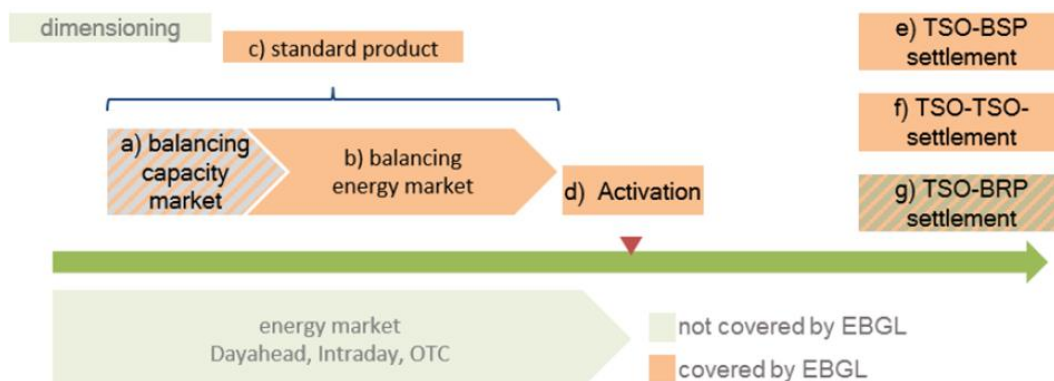 dimensioning
c) standard product
a) balancing
capacity
market
b) balancing
energy market
d) Activation
e) TSO-BSP
settlement
f) TSO-TSO-
settlement
g) TSO-BRP
settlement
energy market
Dayahead, Intraday, OTC
not covered by EBGL
covered by EBGL